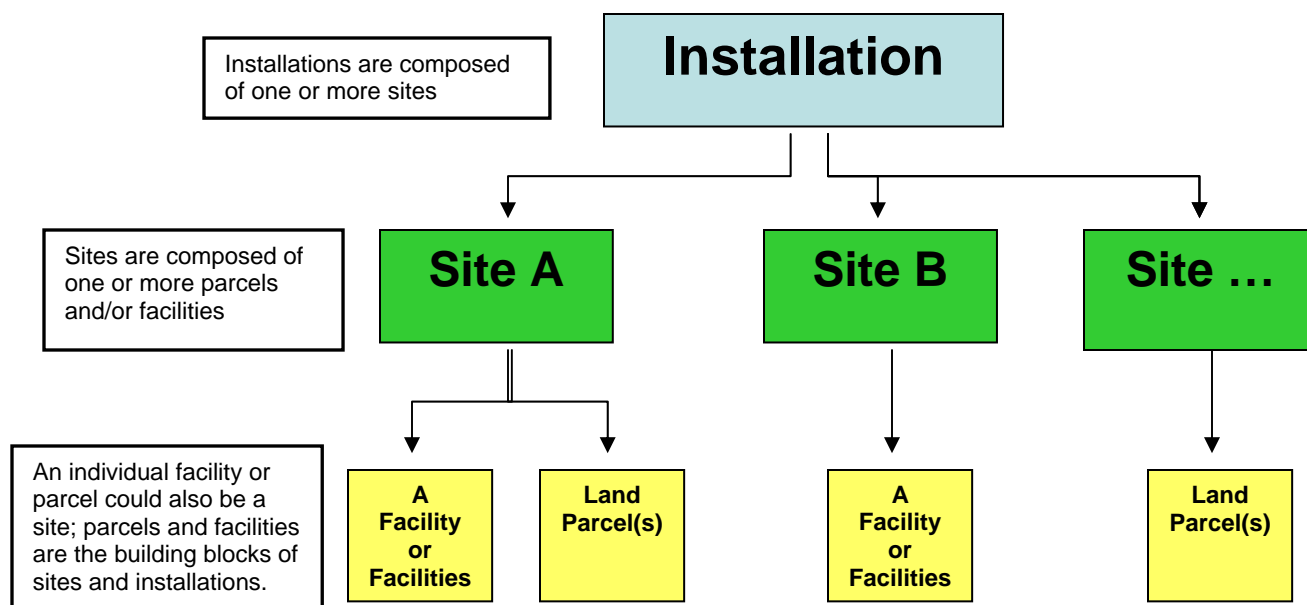 Installations are composed
of one or more sites
Installation
Sites are composed of
one or more parcels
and/or facilities
Site A
Site B
Site …
An individual facility or
parcel could also be a
site; parcels and facilities
are the building blocks of
sites and installations.
A
Facility
or
Facilities
Land
Parcel(s)
A
Facility
or
Facilities
Land
Parcel(s)